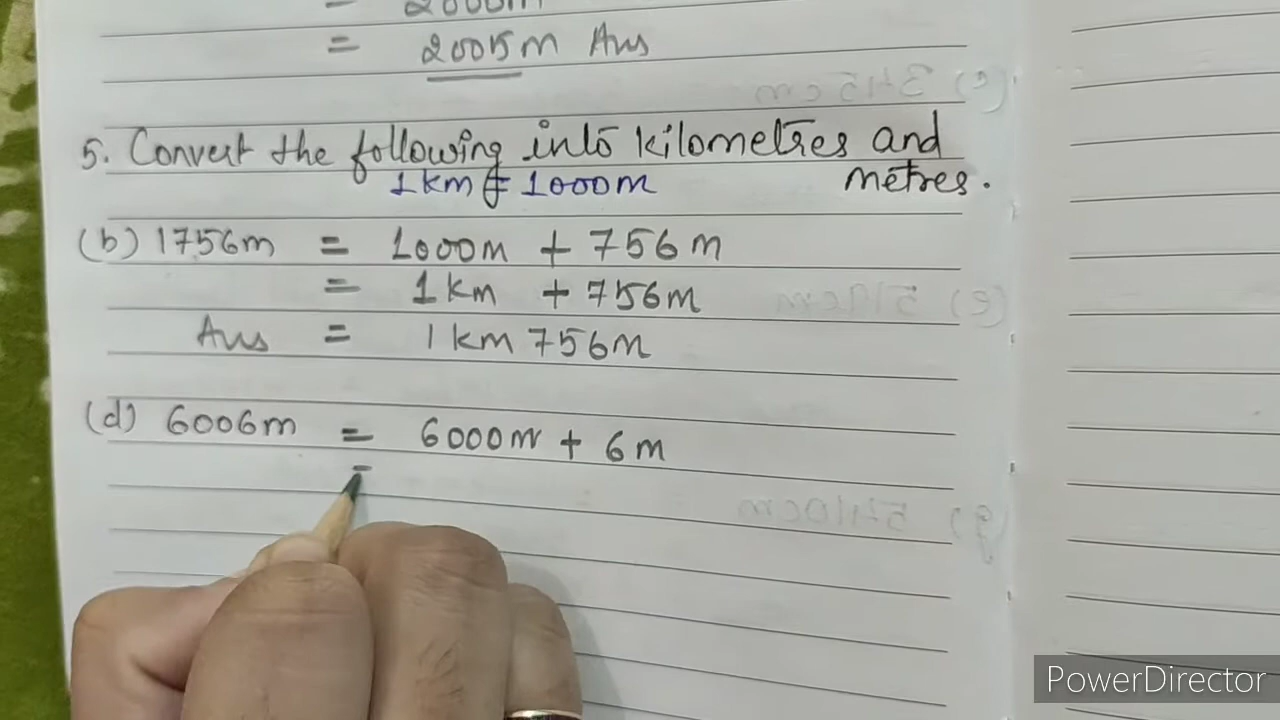 = 2000m
= 2005m Ans
5. Convert the following into kilometres and
1km = 1000m metres.
(b) 1756m = 1000m + 756m
= 1km + 756m
Ans = 1km 756m
(d) 6006m = 6000m + 6m
=
PowerDirector